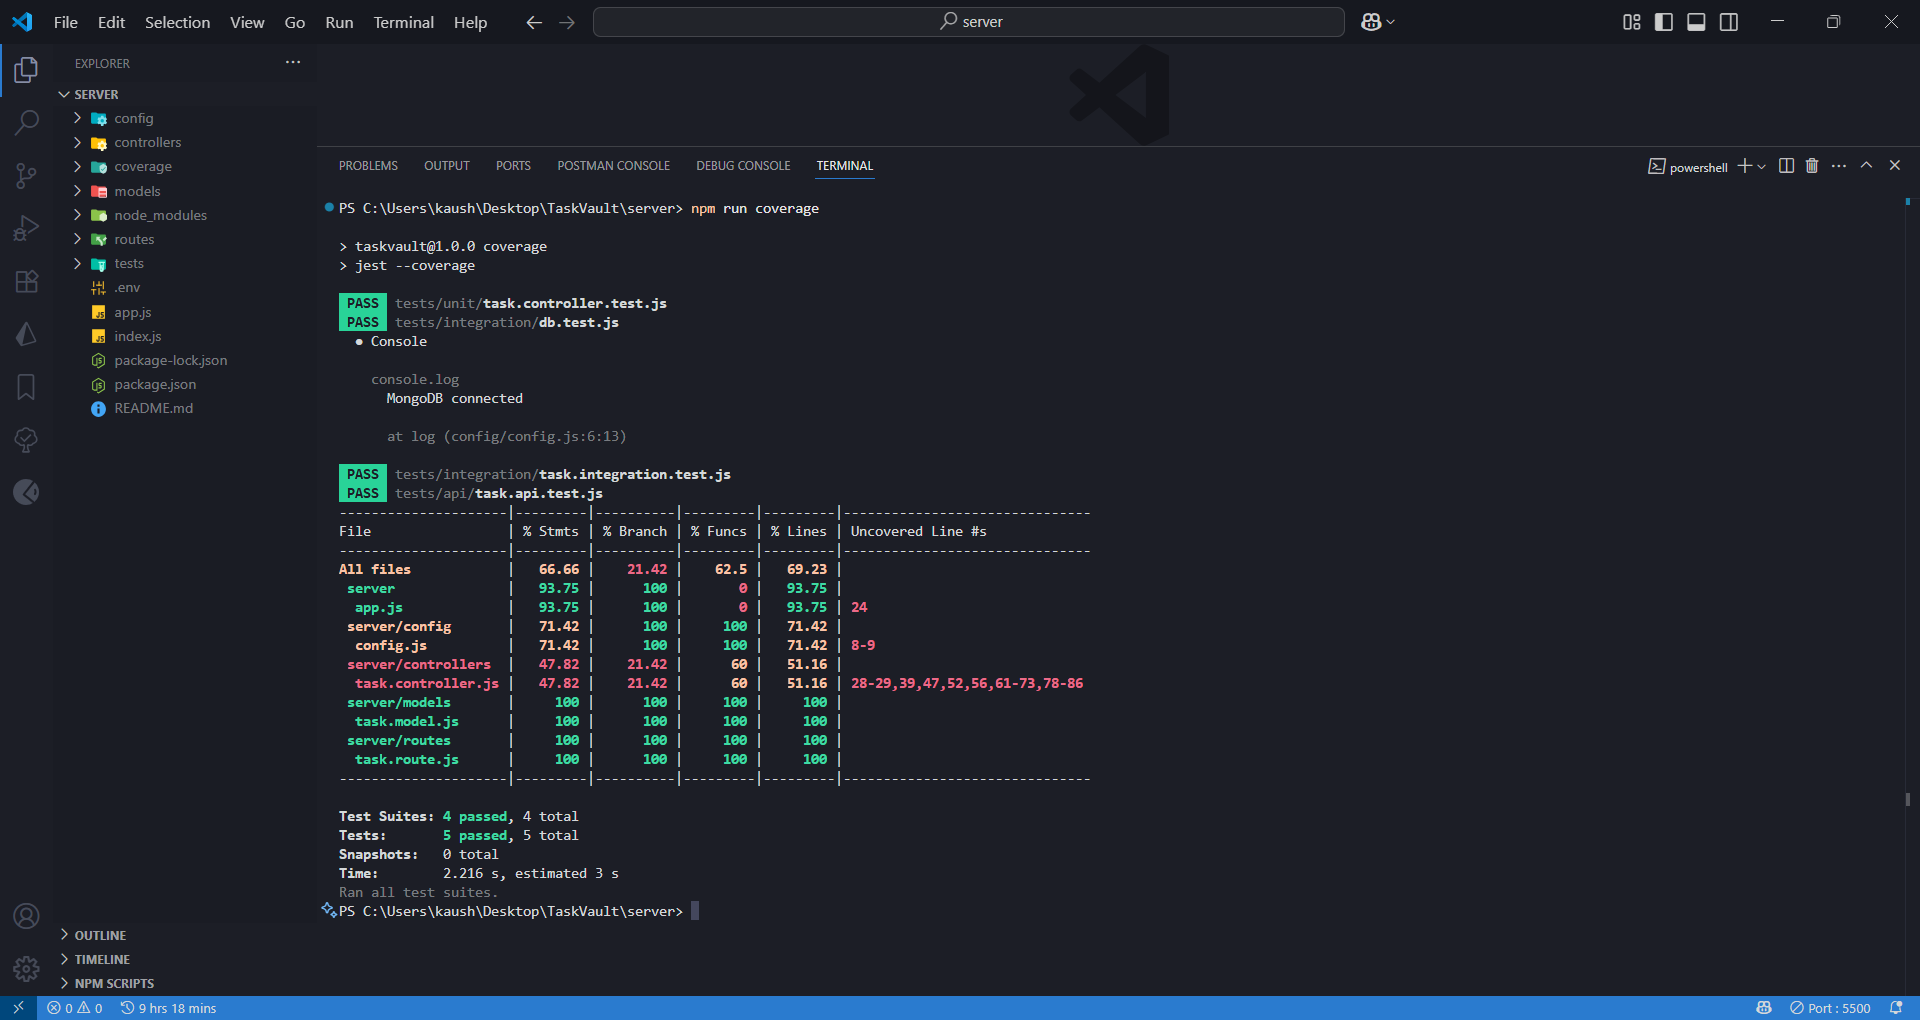 File Edit Selection View Go Run Terminal Help
server
EXPLORER
SERVER
config
controllers
coverage
models
node_modules
routes
tests
.env
app.js
index.js
package-lock.json
package.json
README.md
OUTLINE
TIMELINE
NPM SCRIPTS
PROBLEMS OUTPUT PORTS POSTMAN CONSOLE DEBUG CONSOLE TERMINAL
powershell
PS C:\Users\kaush\Desktop\TaskVault\server> npm run coverage
> taskvault@1.0.0 coverage
> jest --coverage
PASS tests/unit/task.controller.test.js
PASS tests/integration/db.test.js
● Console
console.log
MongoDB connected
at log (config/config.js:6:13)
PASS tests/integration/task.integration.test.js
PASS tests/api/task.api.test.js
---------------------|---------|----------|---------|---------|-------------------------------
File | % Stmts | % Branch | % Funcs | % Lines | Uncovered Line #s
---------------------|---------|----------|---------|---------|-------------------------------
All files | 66.66 | 21.42 | 62.5 | 69.23 |
server | 93.75 | 100 | 0 | 93.75 |
app.js | 93.75 | 100 | 0 | 93.75 | 24
server/config | 71.42 | 100 | 100 | 71.42 |
config.js | 71.42 | 100 | 100 | 71.42 | 8-9
server/controllers | 47.82 | 21.42 | 60 | 51.16 |
task.controller.js | 47.82 | 21.42 | 60 | 51.16 | 28-29,39,47,52,56,61-73,78-86
server/models | 100 | 100 | 100 | 100 |
task.model.js | 100 | 100 | 100 | 100 |
server/routes | 100 | 100 | 100 | 100 |
task.route.js | 100 | 100 | 100 | 100 |
---------------------|---------|----------|---------|---------|-------------------------------
Test Suites: 4 passed, 4 total
Tests: 5 passed, 5 total
Snapshots: 0 total
Time: 2.216 s, estimated 3 s
Ran all test suites.
PS C:\Users\kaush\Desktop\TaskVault\server>
0 0 9 hrs 18 mins
Port : 5500